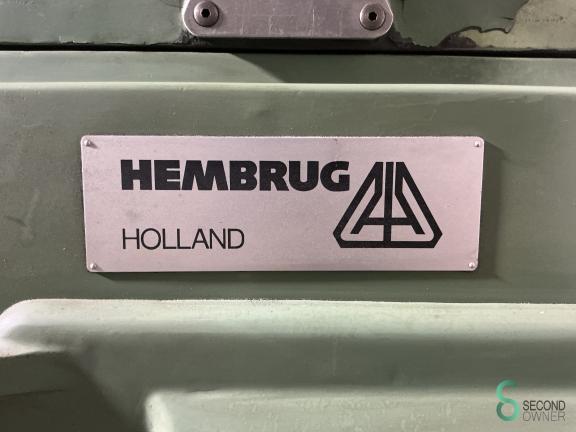 HEMBRUG
HOLLAND
SECOND
OWNER